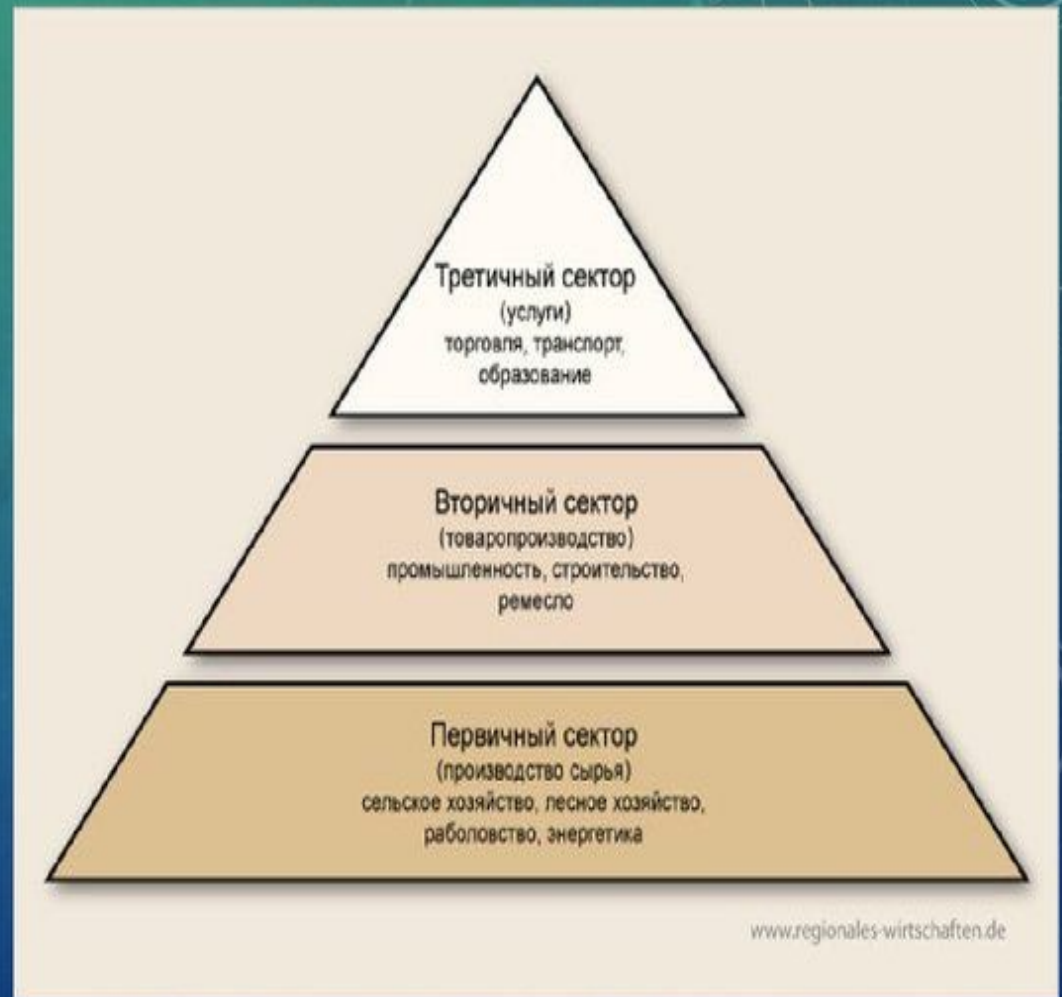 Третичный сектор
(услуги)
торговля, транспорт,
образование
Вторичный сектор
(товаропроизводство)
промышленность, строительство,
ремесло
Первичный сектор
(производство сырья)
сельское хозяйство, лесное хозяйство,
раболовство, энергетика
www.regionales-wirtschaften.de